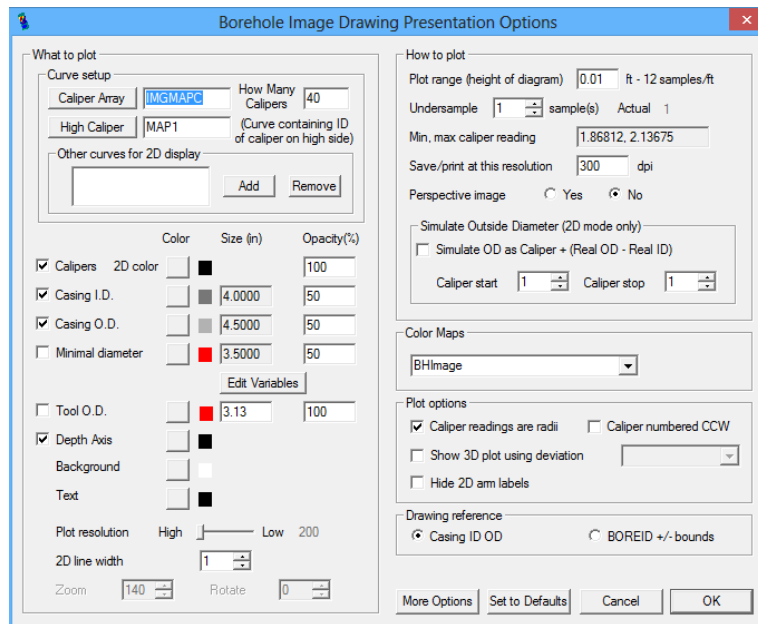 Borehole Image Drawing Presentation Options
What to plot
Curve setup
Caliper Array IMGMAPC How Many Calipers 40
High Caliper MAP1 (Curve containing ID of caliper on high side)
Other curves for 2D display
Add Remove
Color Size (in) Opacity(%)
Calipers 2D color 100
Casing I.D. 4.0000 50
Casing O.D. 4.5000 50
Minimal diameter 3.5000 50
Edit Variables
Tool O.D. 3.13 100
Depth Axis
Background
Text
Plot resolution High Low 200
2D line width 1
Zoom 140 Rotate 0
How to plot
Plot range (height of diagram) 0.01 ft - 12 samples/ft
Undersample 1 sample(s) Actual 1
Min, max caliper reading 1.86812, 2.13675
Save/print at this resolution 300 dpi
Perspective image Yes No
Simulate Outside Diameter (2D mode only)
Simulate OD as Caliper + (Real OD - Real ID)
Caliper start 1 Caliper stop 1
Color Maps
BHImage
Plot options
Caliper readings are radii Caliper numbered CCW
Show 3D plot using deviation
Hide 2D arm labels
Drawing reference
Casing ID OD BOREID +/- bounds
More Options Set to Defaults Cancel OK